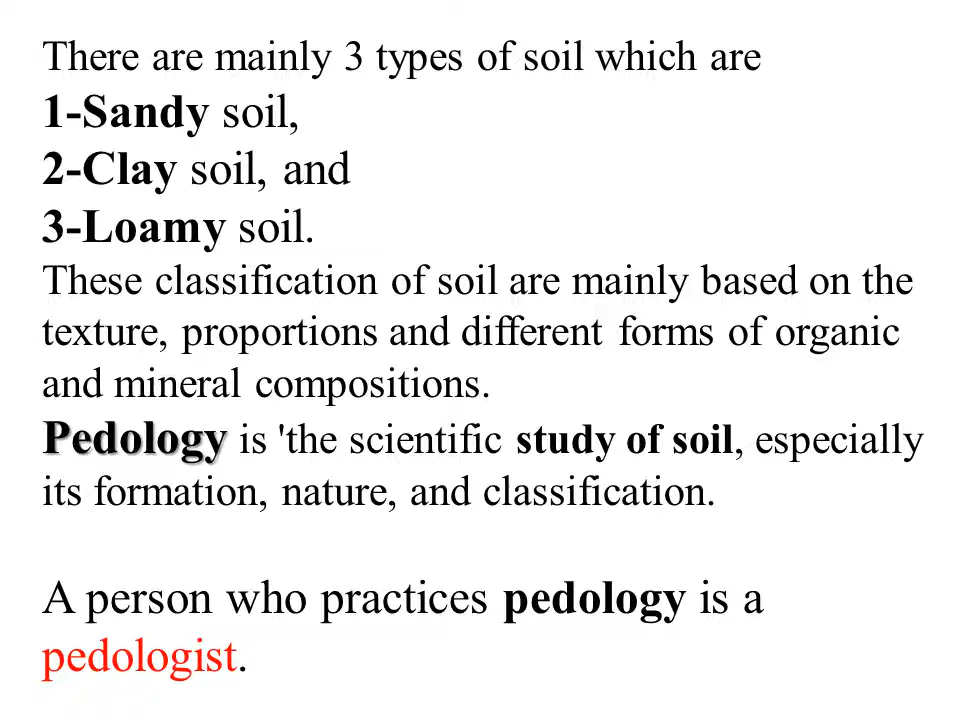 There are mainly 3 types of soil which are
1-Sandy soil,
2-Clay soil, and
3-Loamy soil.
These classification of soil are mainly based on the
texture, proportions and different forms of organic
and mineral compositions.
Pedology is 'the scientific study of soil, especially
its formation, nature, and classification.
A person who practices pedology is a
pedologist.